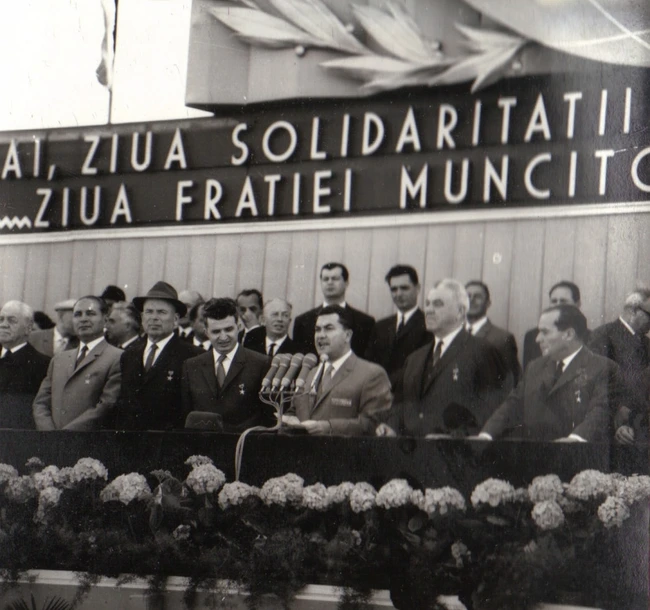 AI, ZIUA SOLIDARITATII
ZIUA FRATIEI MUNCITO